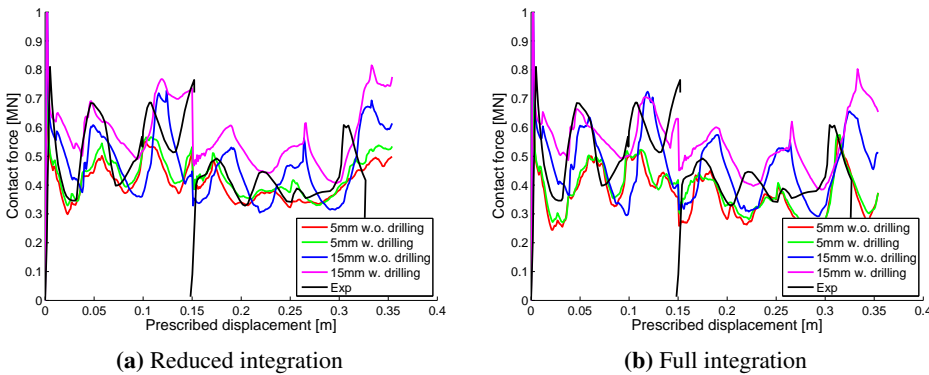 1
0.9
0.8
0.7
0.6
0.5
0.4
0.3
0.2
0.1
0
Contact force [MN]
0 0.05 0.1 0.15 0.2 0.25 0.3 0.35 0.4
Prescribed displacement [m]
5mm w.o. drilling
5mm w. drilling
15mm w.o. drilling
15mm w. drilling
Exp
(a) Reduced integration
1
0.9
0.8
0.7
0.6
0.5
0.4
0.3
0.2
0.1
0
Contact force [MN]
0 0.05 0.1 0.15 0.2 0.25 0.3 0.35 0.4
Prescribed displacement [m]
5mm w.o. drilling
5mm w. drilling
15mm w.o. drilling
15mm w. drilling
Exp
(b) Full integration